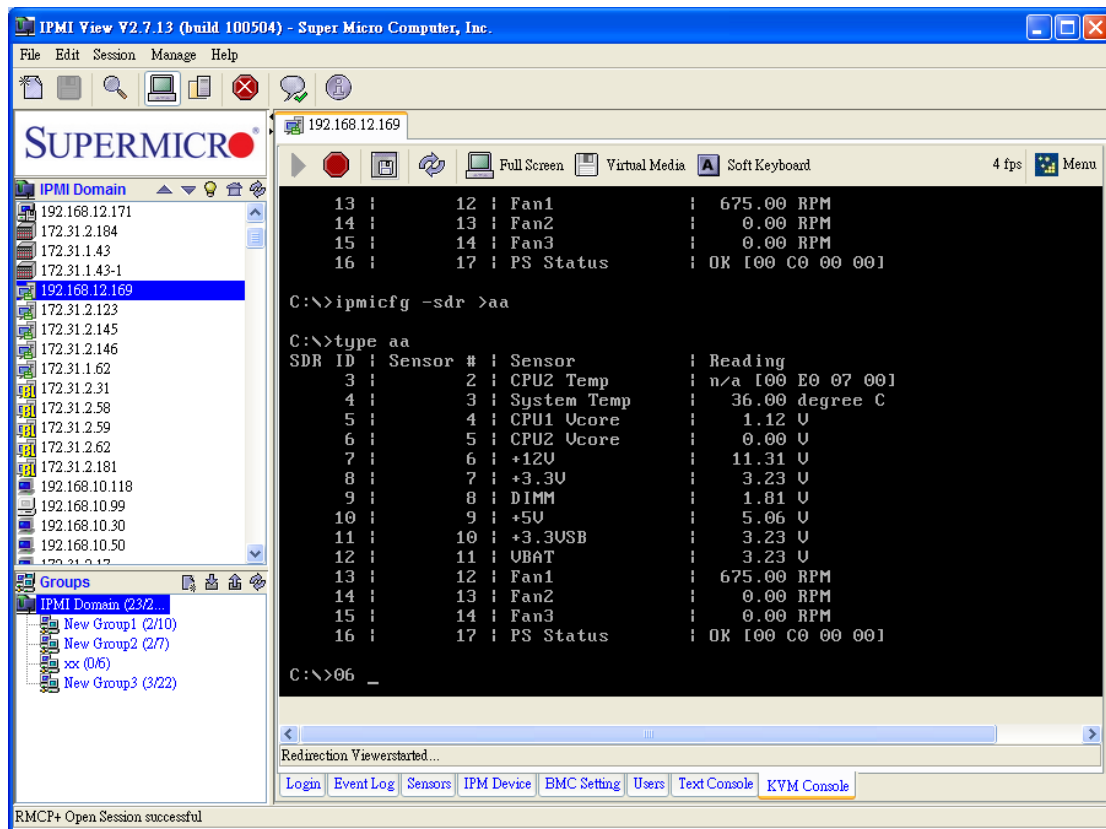 IPMI View V2.7.13 (build 100504) - Super Micro Computer, Inc.
File Edit Session Manage Help
SUPERMICRO®
IPMI Domain
192.168.12.171
172.31.2.184
172.31.1.43
172.31.1.43-1
192.168.12.169
172.31.2.123
172.31.2.145
172.31.2.146
172.31.1.62
172.31.2.31
172.31.2.58
172.31.2.59
172.31.2.62
172.31.2.181
192.168.10.118
192.168.10.99
192.168.10.30
192.168.10.50
Groups
IPMI Domain (23/2...
New Group1 (2/10)
New Group2 (2/7)
xx (0/6)
New Group3 (3/22)
192.168.12.169
Full Screen Virtual Media A Soft Keyboard 4 fps Menu
13 | 12 | Fan1 | 675.00 RPM
14 | 13 | Fan2 | 0.00 RPM
15 | 14 | Fan3 | 0.00 RPM
16 | 17 | PS Status | OK [00 C0 00 00]
C:\>ipmicfg -sdr >aa
C:\>type aa
SDR ID | Sensor # | Sensor | Reading
3 | 2 | CPU2 Temp | n/a [00 E0 07 00]
4 | 3 | System Temp | 36.00 degree C
5 | 4 | CPU1 Vcore | 1.12 V
6 | 5 | CPU2 Vcore | 0.00 V
7 | 6 | +12V | 11.31 V
8 | 7 | +3.3V | 3.23 V
9 | 8 | DIMM | 1.81 V
10 | 9 | +5V | 5.06 V
11 | 10 | +3.3VSB | 3.23 V
12 | 11 | VBAT | 3.23 V
13 | 12 | Fan1 | 675.00 RPM
14 | 13 | Fan2 | 0.00 RPM
15 | 14 | Fan3 | 0.00 RPM
16 | 17 | PS Status | OK [00 C0 00 00]
C:\>06 _
Redirection Viewerstarted...
Login Event Log Sensors IPM Device BMC Setting Users Text Console KVM Console
RMCP+ Open Session successful